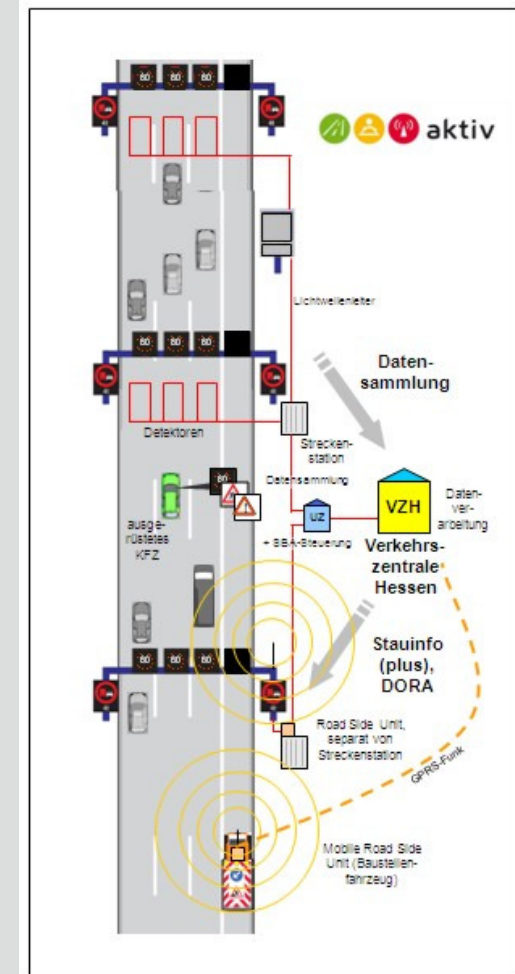 80 80 80
aktiv
Lichtwellenleiter
80 80 80
Daten-
sammlung
Detektoren
Strecken-
station
Datensammlung
80
ausge-
rüstetes
KFZ
UZ
VZH
Daten-
ver-
arbeitung
+ SBA-Steuerung
Verkehrs-
zentrale
Hessen
80 80 80
Stauinfo
(plus),
DORA
Road Side Unit,
separat von
Streckenstation
GPRS-Funk
Mobile Road Side
Unit (Baustellen-
fahrzeug)